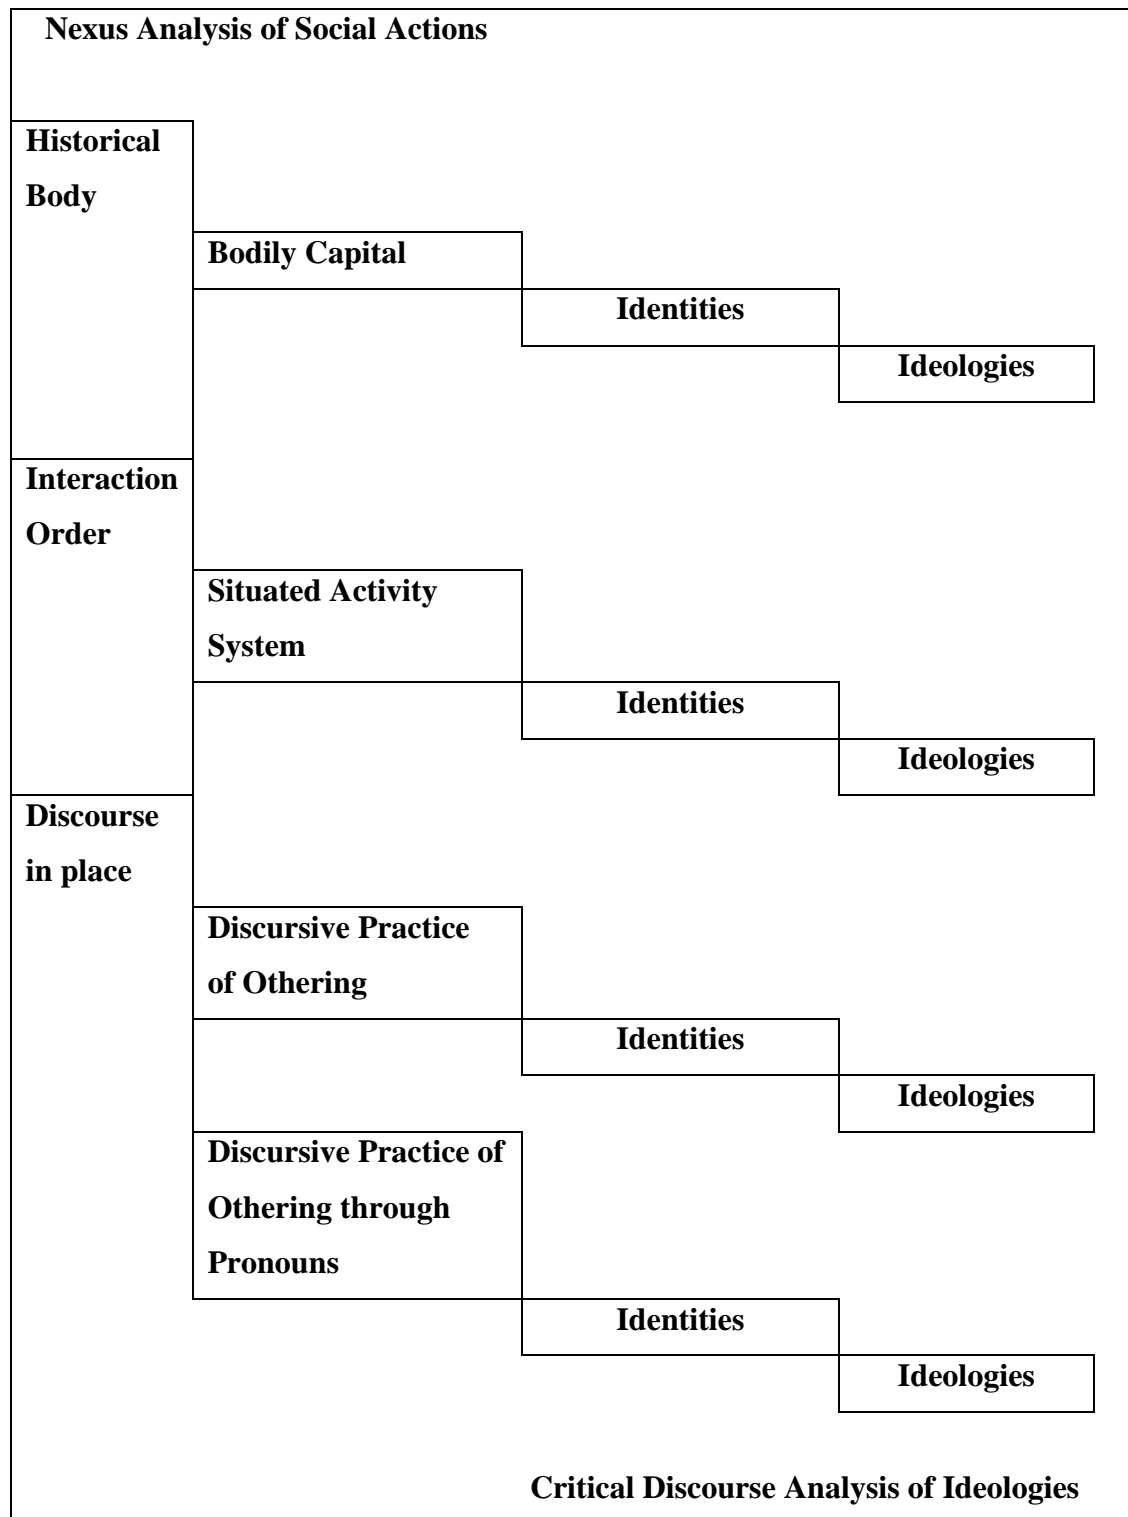 Nexus Analysis of Social Actions
Historical
Body
Bodily Capital
Identities
Ideologies
Interaction
Order
Situated Activity
System
Identities
Ideologies
Discourse
in place
Discursive Practice
of Othering
Identities
Ideologies
Discursive Practice of
Othering through
Pronouns
Identities
Ideologies
Critical Discourse Analysis of Ideologies